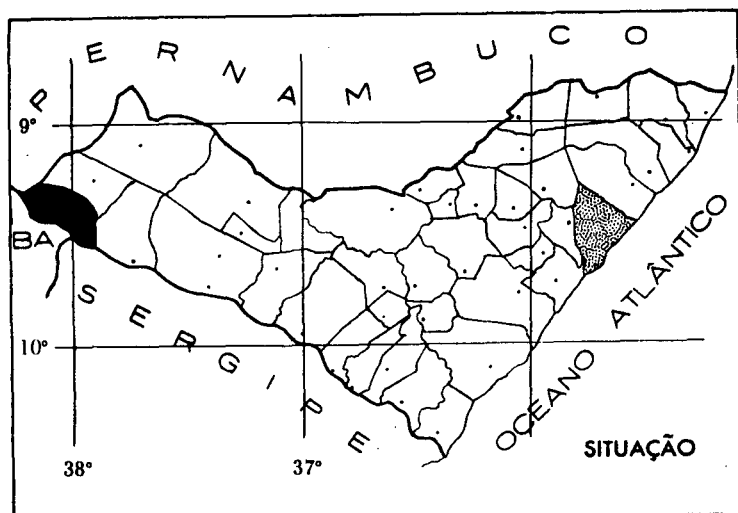 PERNAMBUCO
9°
BA
SERGIPE
OCEANO ATLÂNTICO
10°
SITUAÇÃO
38°
37°